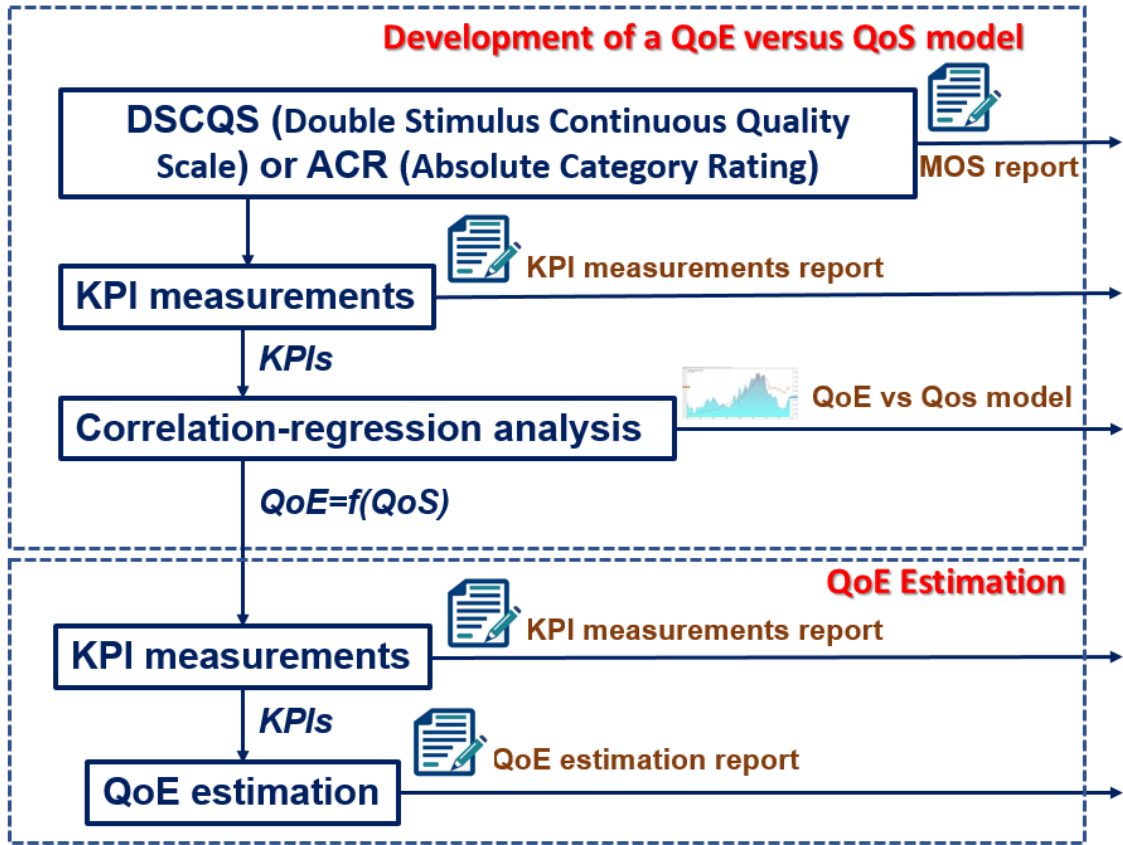 Development of a QoE versus QoS model
DSCQS (Double Stimulus Continuous Quality
Scale) or ACR (Absolute Category Rating)
MOS report
KPI measurements report
KPI measurements
KPIs
QoE vs Qos model
Correlation-regression analysis
QoE=f(QoS)
QoE Estimation
KPI measurements report
KPI measurements
KPIs
QoE estimation report
QoE estimation